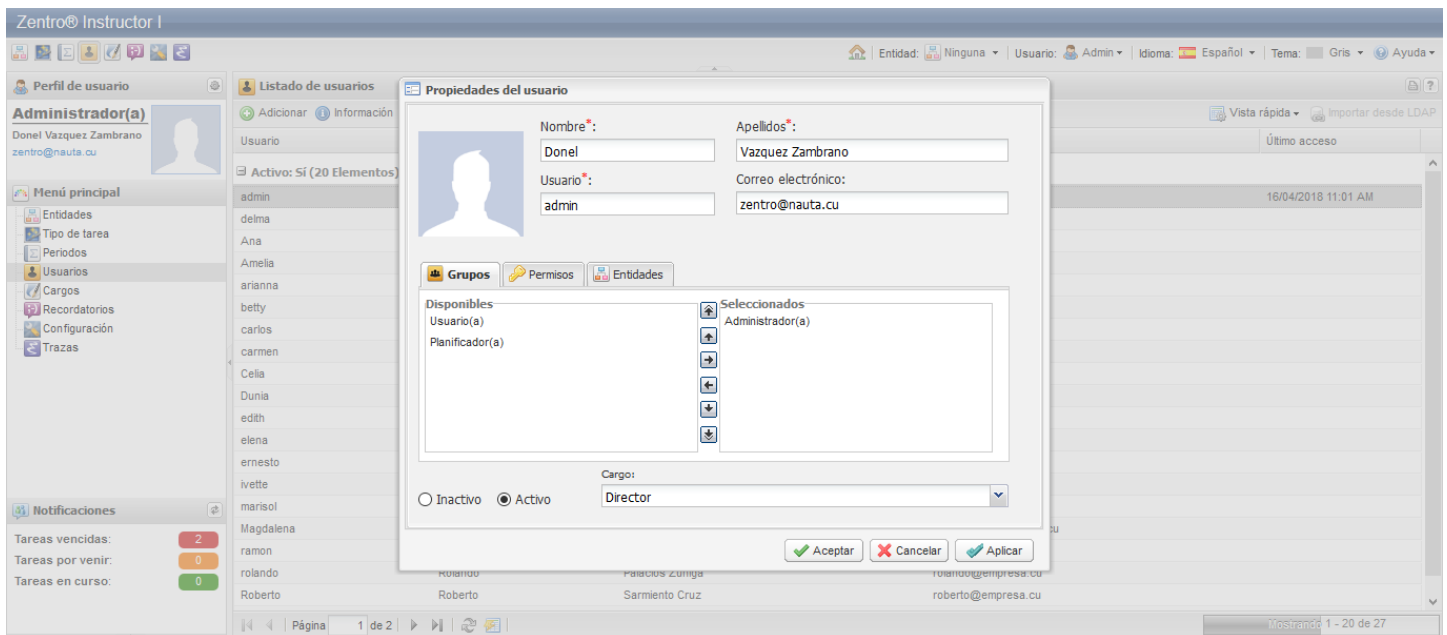 Zentro® Instructor I
Entidad: Ninguna Usuario: Admin Idioma: Español Tema: Gris Ayuda
Perfil de usuario
Administrador(a)
Donel Vazquez Zambrano
zentro@nauta.cu
Menú principal
Entidades
Tipo de tarea
Periodos
Usuarios
Cargos
Recordatorios
Configuración
Trazas
Notificaciones
Tareas vencidas: 2
Tareas por venir: 0
Tareas en curso: 0
Listado de usuarios
Adicionar Información
Vista rápida Importar desde LDAP
Usuario
Último acceso
Activo: Sí (20 Elementos)
admin 16/04/2018 11:01 AM
delma
Ana
Amelia
arianna
betty
carlos
carmen
Celia
Dunia
edith
elena
ernesto
ivette
marisol
Magdalena
ramon
rolando Rolando Palacios Zuñiga rolando@empresa.cu
Roberto Roberto Sarmiento Cruz roberto@empresa.cu
Página 1 de 2
Mostrando 1 - 20 de 27
Propiedades del usuario
Nombre*: Apellidos*:
Donel Vazquez Zambrano
Usuario*: Correo electrónico:
admin zentro@nauta.cu
Grupos Permisos Entidades
Disponibles
Usuario(a)
Planificador(a)
Seleccionados
Administrador(a)
Cargo:
Inactivo Activo Director
Aceptar Cancelar Aplicar